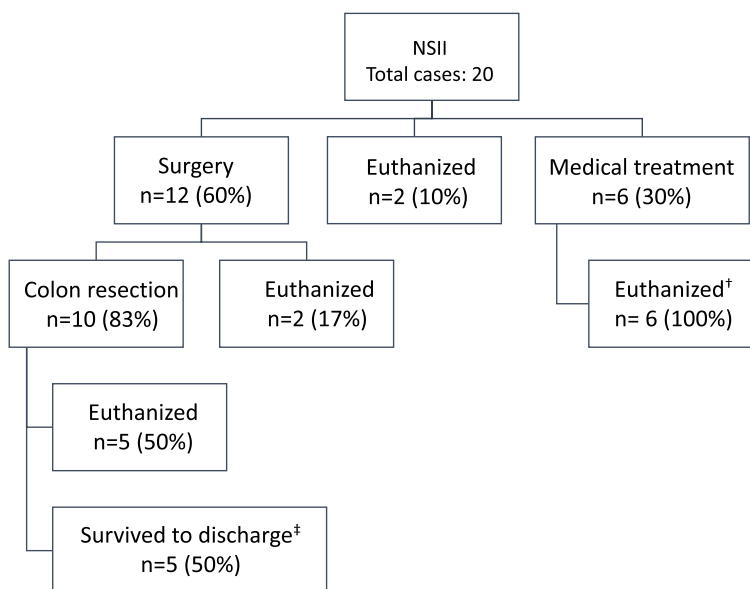 NSII
Total cases: 20
Surgery
n=12 (60%)
Euthanized
n=2 (10%)
Medical treatment
n=6 (30%)
Colon resection
n=10 (83%)
Euthanized
n=2 (17%)
Euthanized†
n= 6 (100%)
Euthanized
n=5 (50%)
Survived to discharge‡
n=5 (50%)